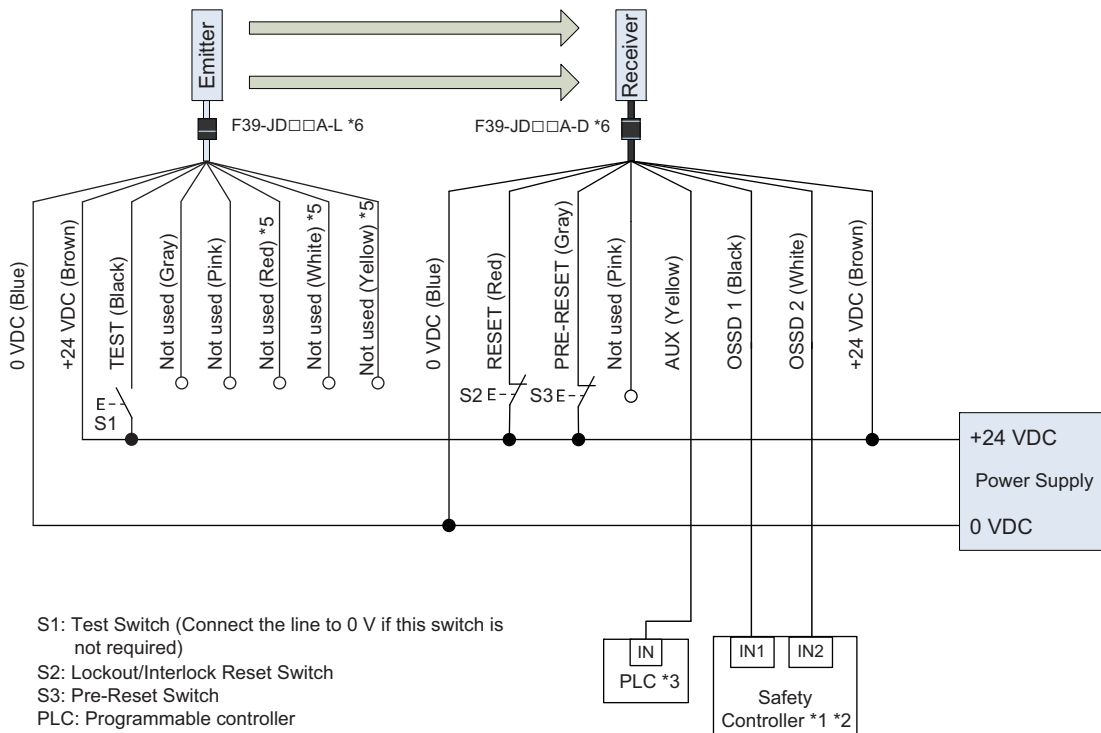 Emitter
Receiver
F39-JD□□A-L *6
F39-JD□□A-D *6
0 VDC (Blue)
+24 VDC (Brown)
TEST (Black)
Not used (Gray)
Not used (Pink)
Not used (Red) *5
Not used (White) *5
Not used (Yellow) *5
0 VDC (Blue)
RESET (Red)
PRE-RESET (Gray)
Not used (Pink)
AUX (Yellow)
OSSD 1 (Black)
OSSD 2 (White)
+24 VDC (Brown)
E
S1
S2 E
S3 E
+24 VDC
Power Supply
0 VDC
IN
PLC *3
IN1
IN2
Safety
Controller *1 *2
S1: Test Switch (Connect the line to 0 V if this switch is
not required)
S2: Lockout/Interlock Reset Switch
S3: Pre-Reset Switch
PLC: Programmable controller